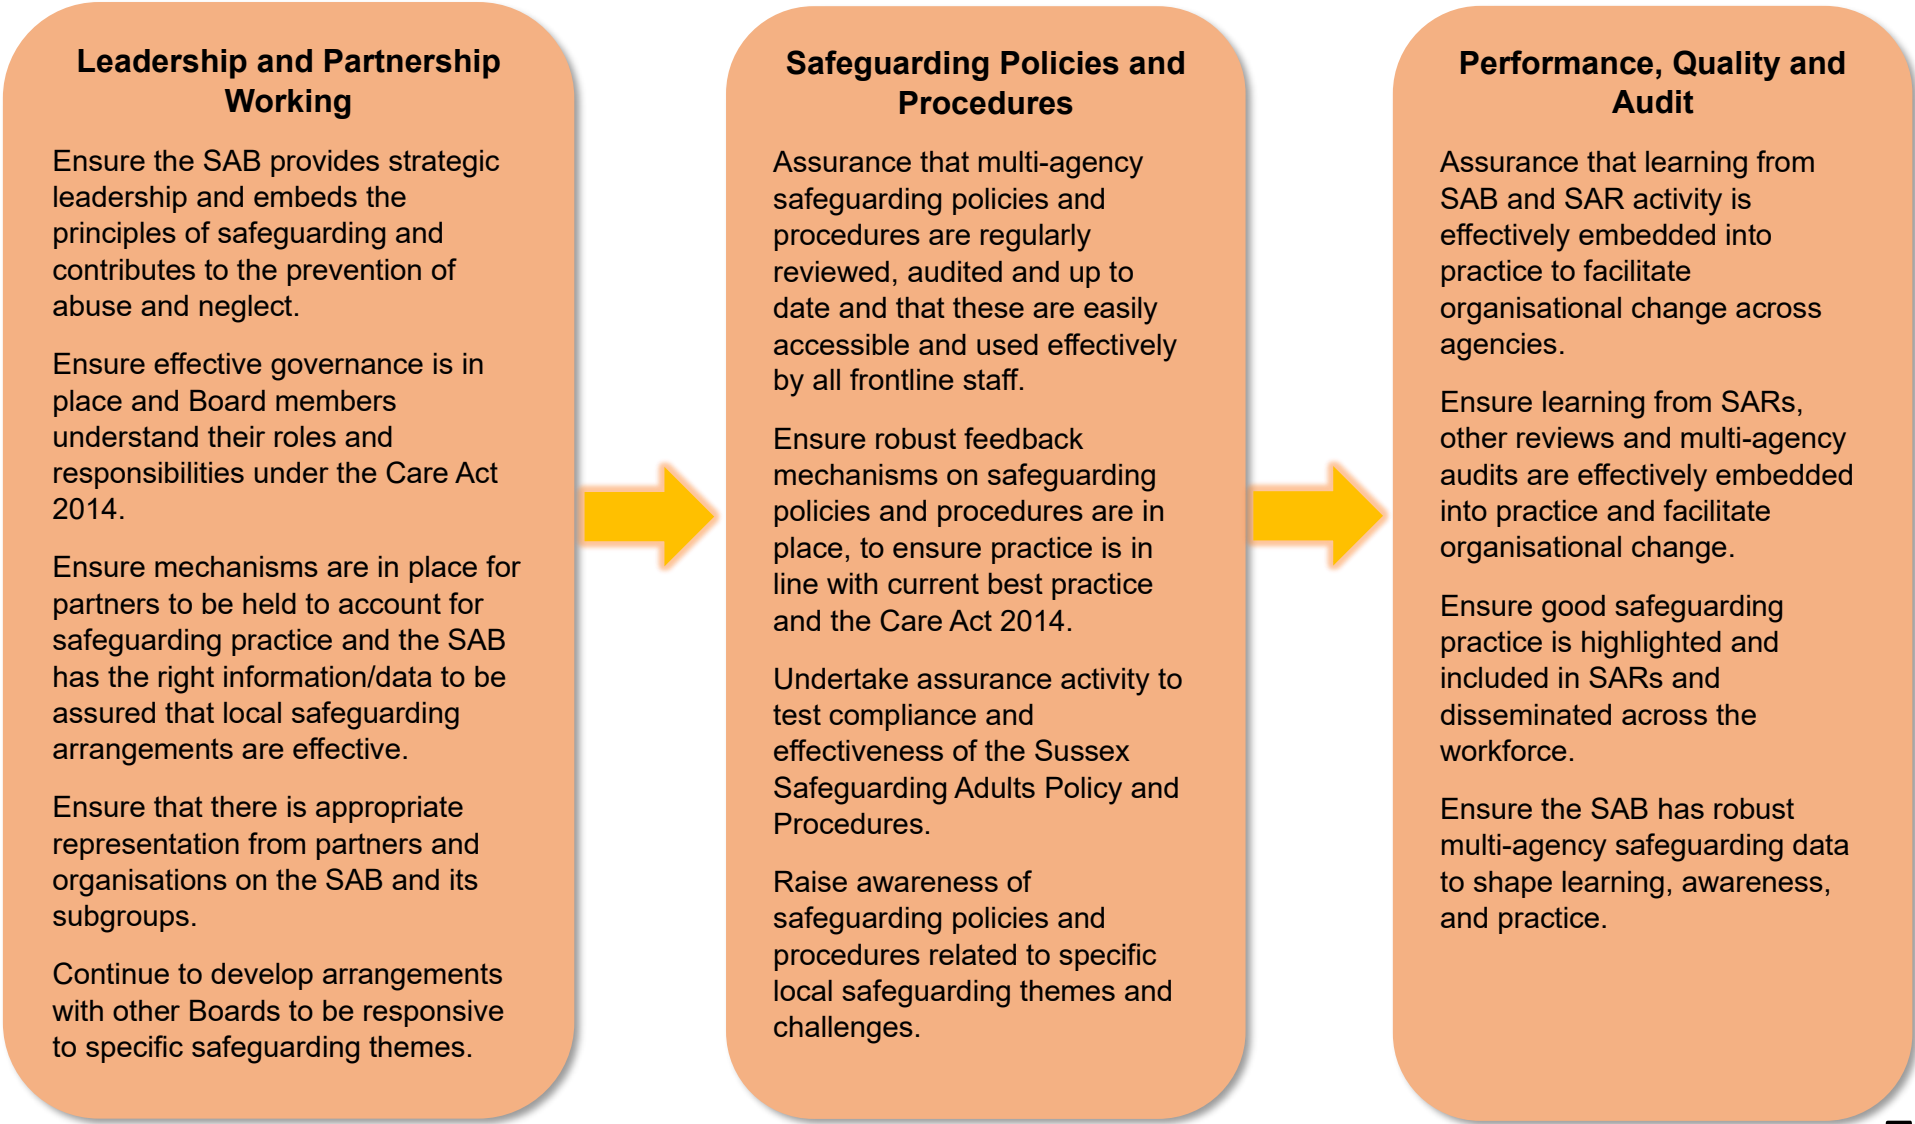 Leadership and Partnership
Working
Ensure the SAB provides strategic
leadership and embeds the
principles of safeguarding and
contributes to the prevention of
abuse and neglect.
Ensure effective governance is in
place and Board members
understand their roles and
responsibilities under the Care Act
2014.
Ensure mechanisms are in place for
partners to be held to account for
safeguarding practice and the SAB
has the right information/data to be
assured that local safeguarding
arrangements are effective.
Ensure that there is appropriate
representation from partners and
organisations on the SAB and its
subgroups.
Continue to develop arrangements
with other Boards to be responsive
to specific safeguarding themes.
Safeguarding Policies and
Procedures
Assurance that multi-agency
safeguarding policies and
procedures are regularly
reviewed, audited and up to
date and that these are easily
accessible and used effectively
by all frontline staff.
Ensure robust feedback
mechanisms on safeguarding
policies and procedures are in
place, to ensure practice is in
line with current best practice
and the Care Act 2014.
Undertake assurance activity to
test compliance and
effectiveness of the Sussex
Safeguarding Adults Policy and
Procedures.
Raise awareness of
safeguarding policies and
procedures related to specific
local safeguarding themes and
challenges.
Performance, Quality and
Audit
Assurance that learning from
SAB and SAR activity is
effectively embedded into
practice to facilitate
organisational change across
agencies.
Ensure learning from SARs,
other reviews and multi-agency
audits are effectively embedded
into practice and facilitate
organisational change.
Ensure good safeguarding
practice is highlighted and
included in SARs and
disseminated across the
workforce.
Ensure the SAB has robust
multi-agency safeguarding data
to shape learning, awareness,
and practice.